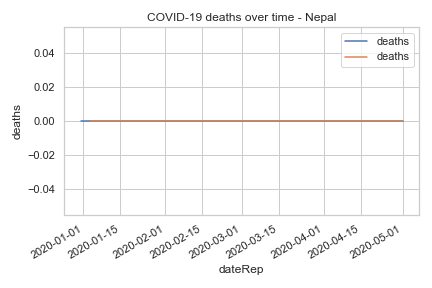 COVID-19 deaths over time - Nepal
deaths
deaths
0.04
0.02
0.00
−0.02
−0.04
deaths
2020-01-01
2020-01-15
2020-02-01
2020-02-15
2020-03-01
2020-03-15
2020-04-01
2020-04-15
2020-05-01
dateRep